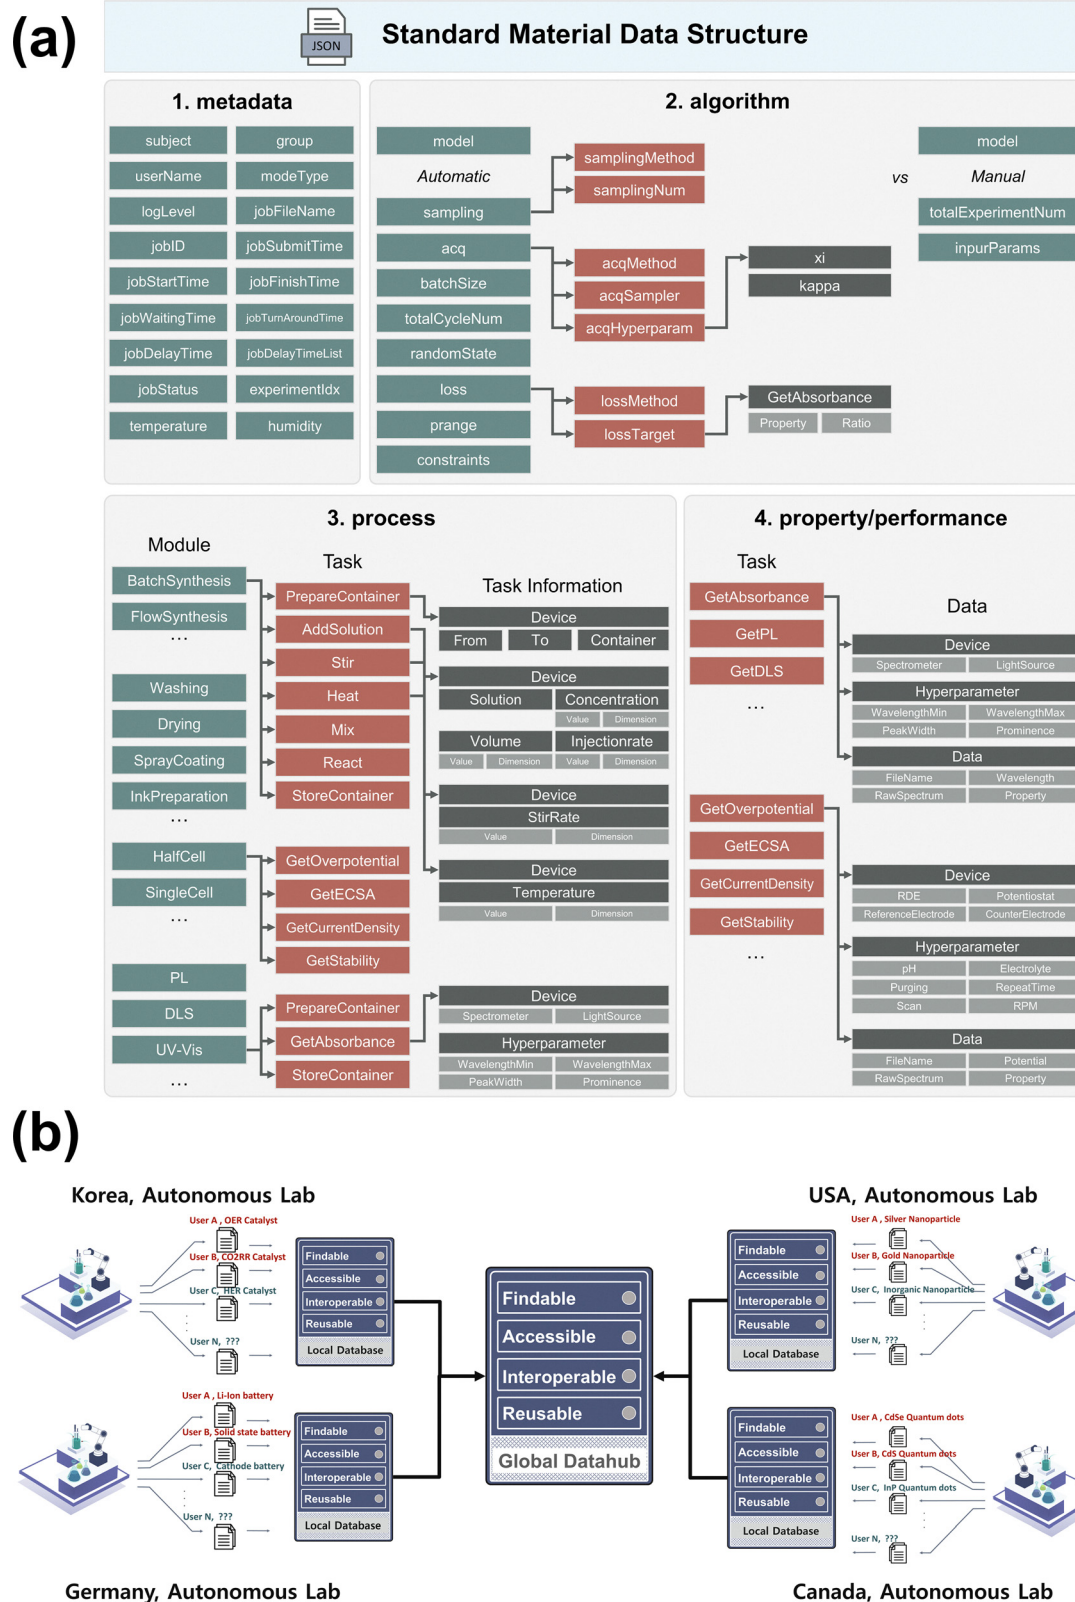 (a)
JSON
Standard Material Data Structure
1. metadata
subject
group
userName
modeType
logLevel
jobFileName
jobID
jobSubmitTime
jobStartTime
jobFinishTime
jobWaitingTime
jobTurnAroundTime
jobDelayTime
jobDelayTimeList
jobStatus
experimentIdx
temperature
humidity
2. algorithm
model
Automatic
sampling
acq
batchSize
totalCycleNum
randomState
loss
prange
constraints
samplingMethod
samplingNum
acqMethod
acqSampler
acqHyperparam
lossMethod
lossTarget
xi
kappa
GetAbsorbance
Property
Ratio
vs
model
Manual
totalExperimentNum
inpurParams
3. process
Module
BatchSynthesis
FlowSynthesis
...
Washing
Drying
SprayCoating
InkPreparation
...
HalfCell
SingleCell
...
PL
DLS
UV-Vis
...
Task
PrepareContainer
AddSolution
Stir
Heat
Mix
React
StoreContainer
GetOverpotential
GetECSA
GetCurrentDensity
GetStability
PrepareContainer
GetAbsorbance
StoreContainer
Task Information
Device
From
To
Container
Device
Solution
Concentration
Value
Dimension
Volume
Injectionrate
Value
Dimension
Value
Dimension
Device
StirRate
Value
Dimension
Device
Temperature
Value
Dimension
Device
Spectrometer
LightSource
Hyperparameter
WavelengthMin
WavelengthMax
PeakWidth
Prominence
4. property/performance
Task
GetAbsorbance
GetPL
GetDLS
...
GetOverpotential
GetECSA
GetCurrentDensity
GetStability
...
Data
Device
Spectrometer
LightSource
Hyperparameter
WavelengthMin
WavelengthMax
PeakWidth
Prominence
Data
FileName
Wavelength
RawSpectrum
Property
Device
RDE
Potentiostat
ReferenceElectrode
CounterElectrode
Hyperparameter
pH
Electrolyte
Purging
RepeatTime
Scan
RPM
Data
FileName
Potential
RawSpectrum
Property
(b)
Korea, Autonomous Lab
User A , OER Catalyst
User B, CO2RR Catalyst
User C, HER Catalyst
User N, ???
Findable
Accessible
Interoperable
Reusable
Local Database
User A , Li-Ion battery
User B, Solid state battery
User C, Cathode battery
User N, ???
Findable
Accessible
Interoperable
Reusable
Local Database
Germany, Autonomous Lab
Findable
Accessible
Interoperable
Reusable
Global Datahub
USA, Autonomous Lab
User A , Silver Nanoparticle
User B, Gold Nanoparticle
User C, Inorganic Nanoparticle
User N, ???
Findable
Accessible
Interoperable
Reusable
Local Database
User A , CdSe Quantum dots
User B, CdS Quantum dots
User C, InP Quantum dots
User N, ???
Findable
Accessible
Interoperable
Reusable
Local Database
Canada, Autonomous Lab